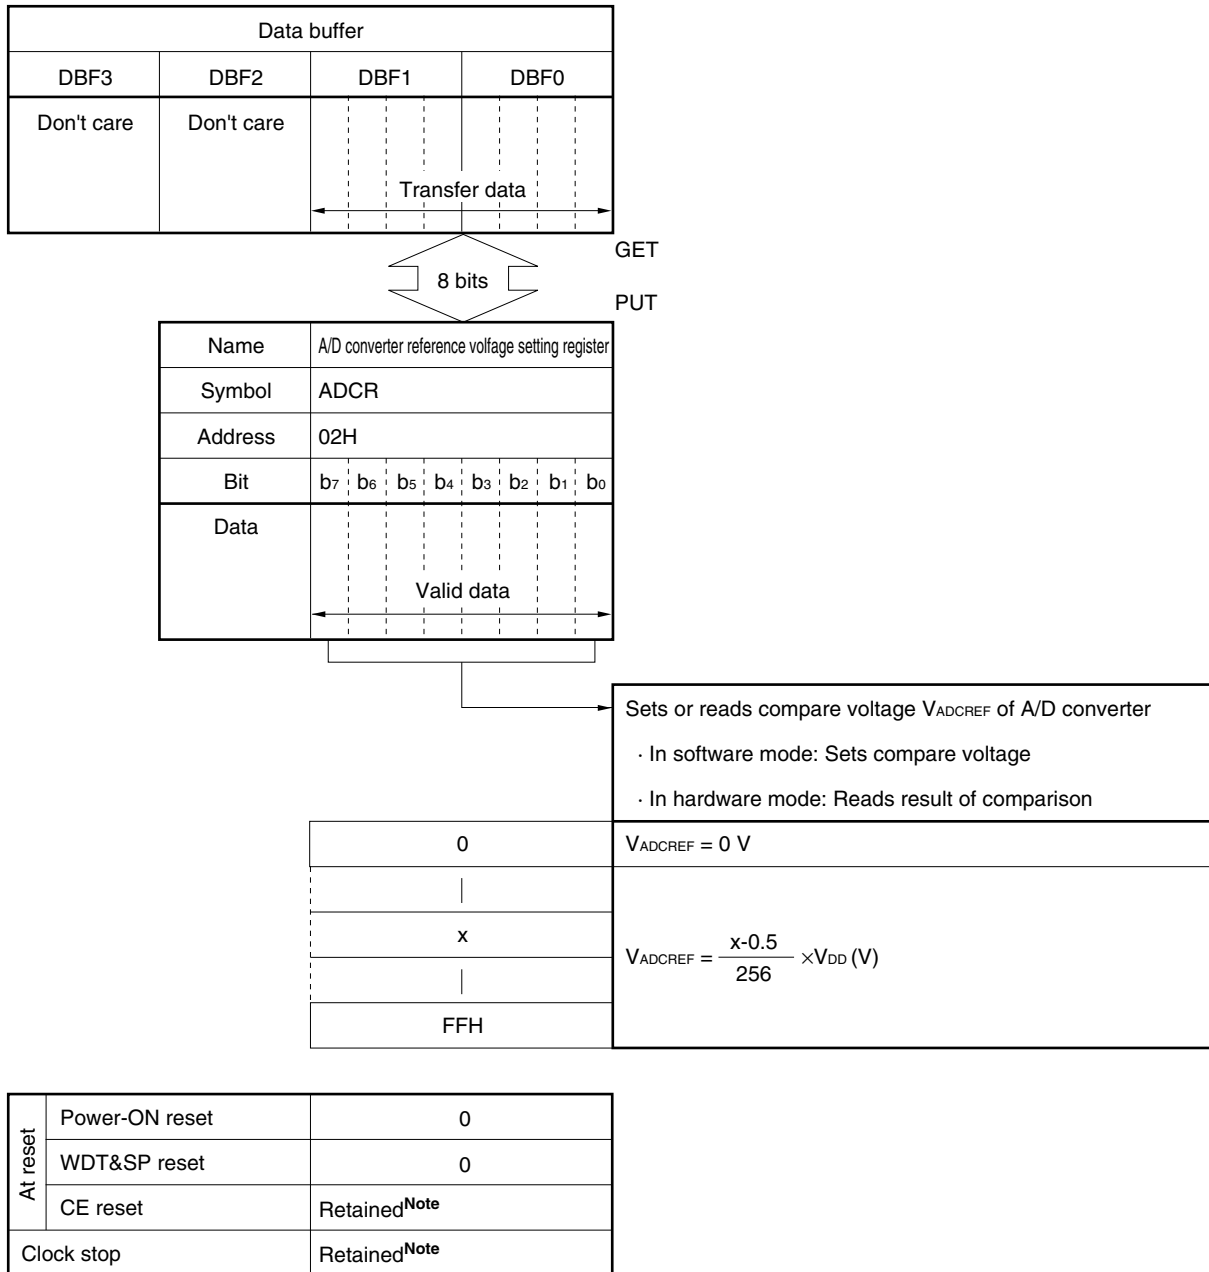 Data buffer
DBF3 DBF2 DBF1 DBF0
Don't care Don't care
Transfer data
GET
8 bits
PUT
Name A/D converter reference volfage setting register
Symbol ADCR
Address 02H
Bit b7 b6 b5 b4 b3 b2 b1 b0
Data
Valid data
Sets or reads compare voltage VADCREF of A/D converter
· In software mode: Sets compare voltage
· In hardware mode: Reads result of comparison
0 VADCREF = 0 V
x
VADCREF = x-0.5 / 256 ×VDD (V)
FFH
At reset
Power-ON reset 0
WDT&SP reset 0
CE reset RetainedNote
Clock stop RetainedNote